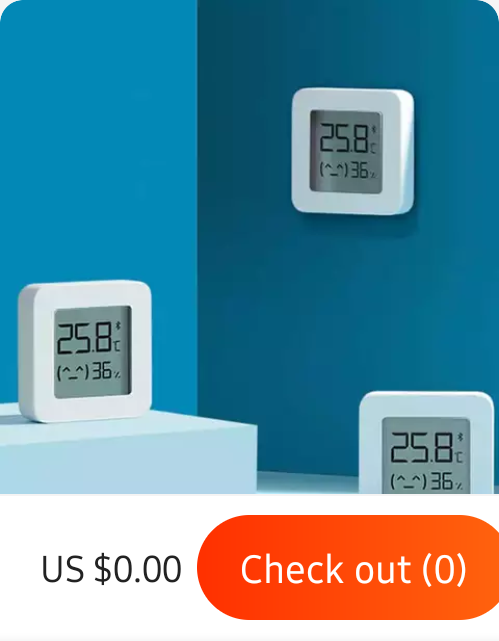 25.8 °C
(^_^) 36 %
25.8 °C
(^_^) 36 %
25.8 °C
(^_^) 36 %
US $0.00
Check out (0)